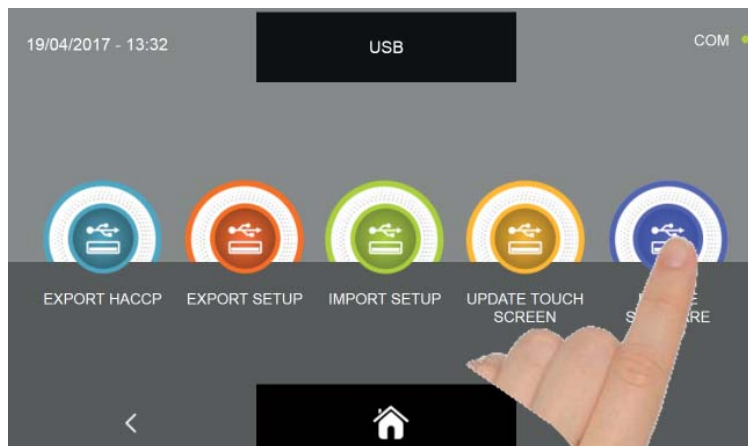 19/04/2017 - 13:32
USB
COM
EXPORT HACCP
EXPORT SETUP
IMPORT SETUP
UPDATE TOUCH
SCREEN